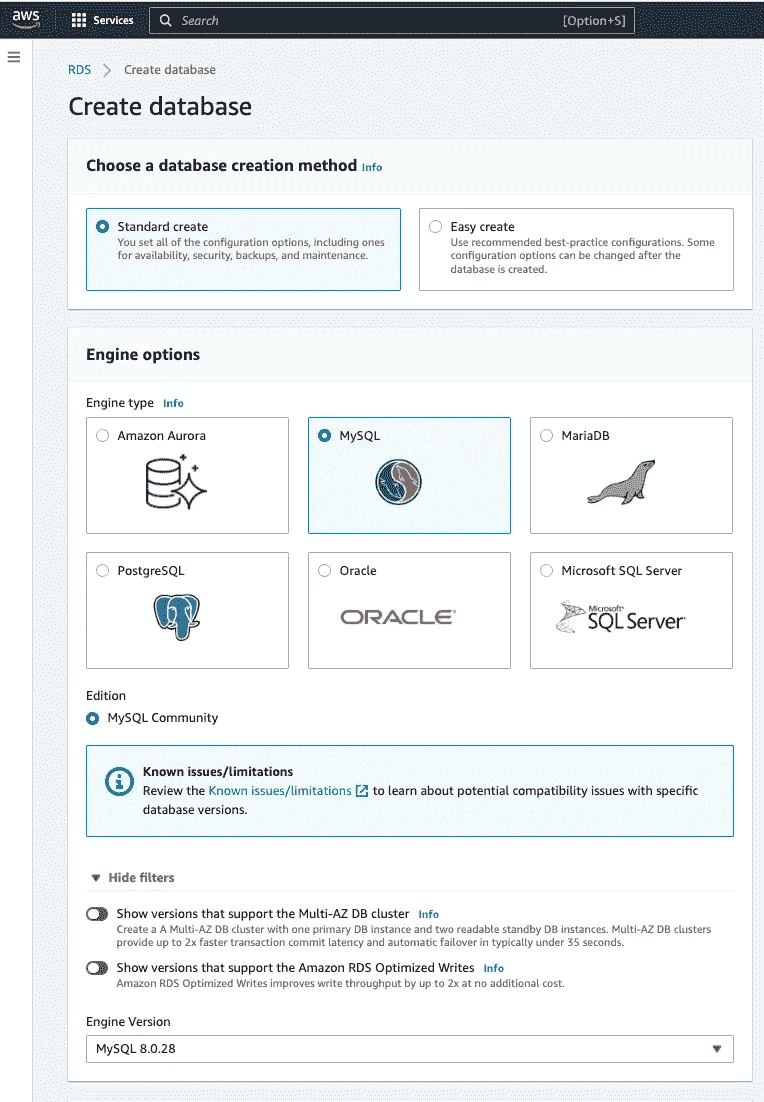 aws
Services
Search
[Option+S]
RDS
Create database
Create database
Choose a database creation method Info
Standard create
You set all of the configuration options, including ones
for availability, security, backups, and maintenance.
Easy create
Use recommended best-practice configurations. Some
configuration options can be changed after the
database is created.
Engine options
Engine type Info
Amazon Aurora
MySQL
MariaDB
PostgreSQL
Oracle
ORACLE
Microsoft SQL Server
Microsoft
SQL Server
Edition
MySQL Community
Known issues/limitations
Review the Known issues/limitations to learn about potential compatibility issues with specific
database versions.
Hide filters
Show versions that support the Multi-AZ DB cluster Info
Create a A Multi-AZ DB cluster with one primary DB instance and two readable standby DB instances. Multi-AZ DB clusters
provide up to 2x faster transaction commit latency and automatic failover in typically under 35 seconds.
Show versions that support the Amazon RDS Optimized Writes Info
Amazon RDS Optimized Writes improves write throughput by up to 2x at no additional cost.
Engine Version
MySQL 8.0.28